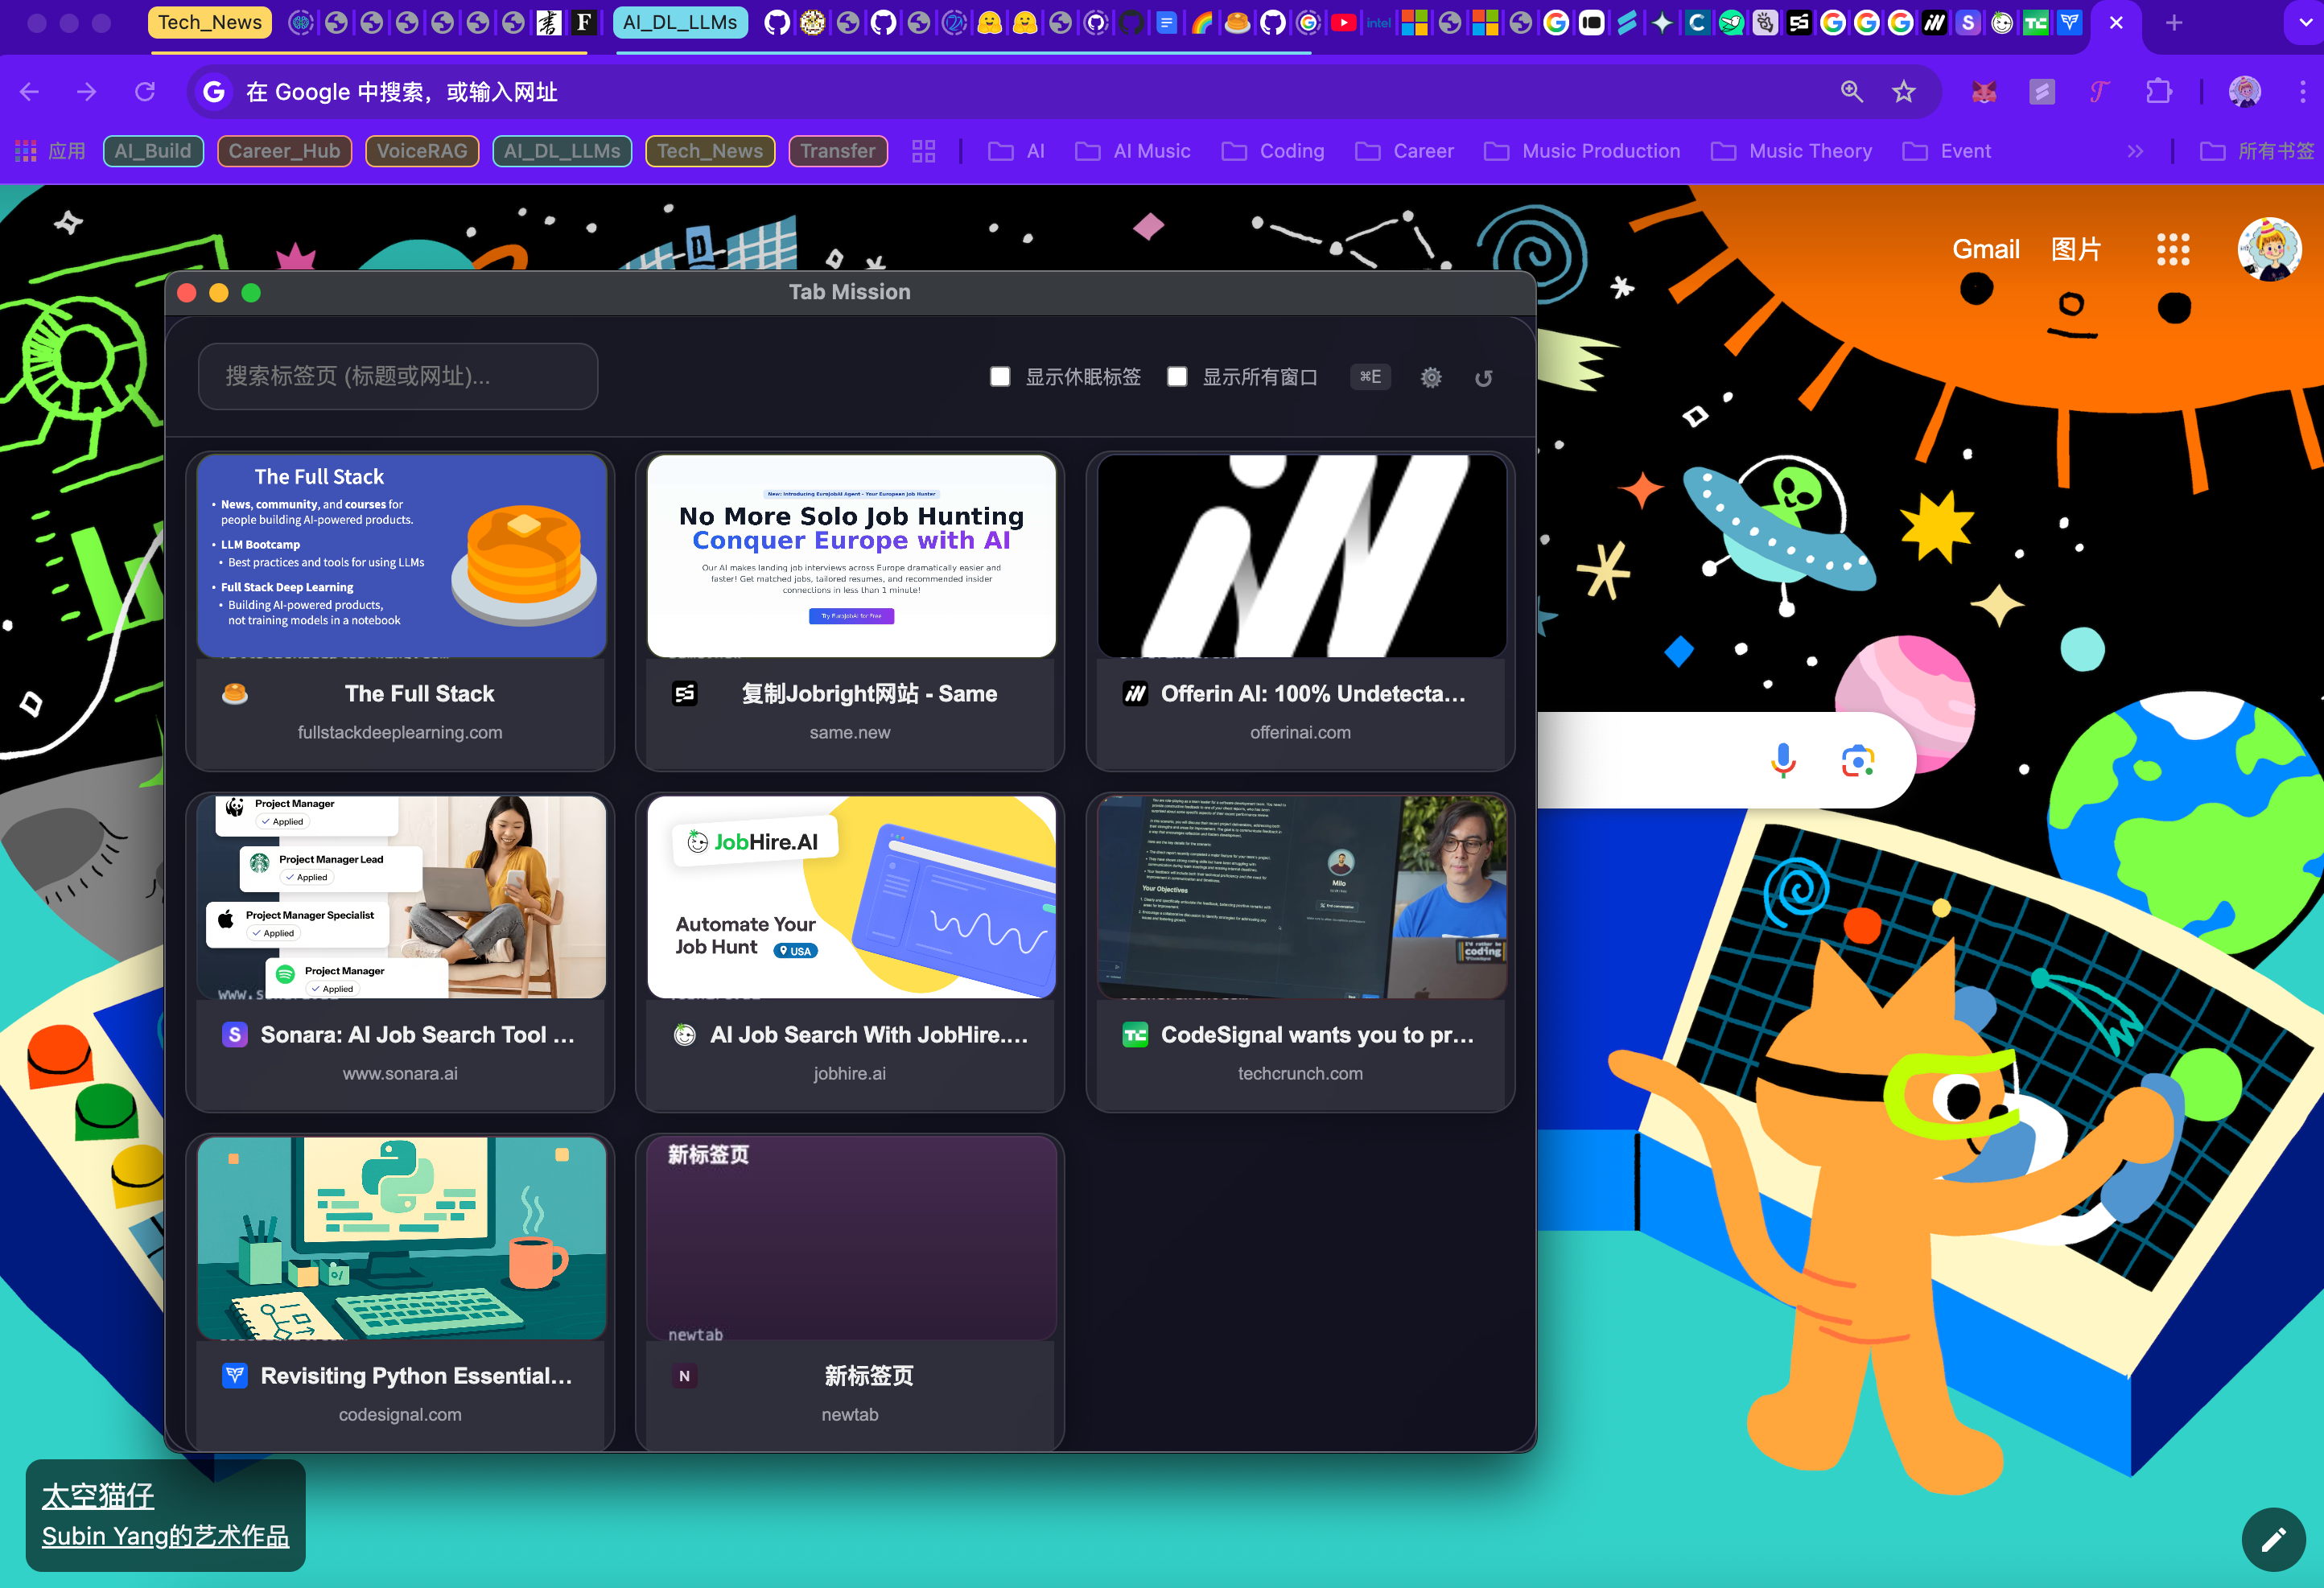 Tech_News
AI_DL_LLMs
intel
在 Google 中搜索，或输入网址
应用
AI_Build
Career_Hub
VoiceRAG
AI_DL_LLMs
Tech_News
Transfer
AI
AI Music
Coding
Career
Music Production
Music Theory
Event
所有书签
Gmail
图片
Tab Mission
搜索标签页 (标题或网址)...
显示休眠标签
显示所有窗口
⌘E
The Full Stack
• News, community, and courses for
people building AI-powered products.
• LLM Bootcamp
• Best practices and tools for using LLMs
• Full Stack Deep Learning
• Building AI-powered products,
not training models in a notebook
The Full Stack
fullstackdeeplearning.com
New: Introducing EuroJobAI Agent - Your European Job Hunter
No More Solo Job Hunting
Conquer Europe with AI
Our AI makes landing job interviews across Europe dramatically easier and
faster! Get matched jobs, tailored resumes, and recommended insider
connections in less than 1 minute!
Try EuroJobAI for Free
复制Jobright网站 - Same
same.new
Offerin AI: 100% Undetecta...
offerinai.com
Project Manager
Applied
Project Manager Lead
Applied
Project Manager Specialist
Applied
Project Manager
Applied
Sonara: AI Job Search Tool ...
www.sonara.ai
JobHire.AI
Automate Your
Job Hunt
USA
AI Job Search With JobHire....
jobhire.ai
Your Objectives
Milo
I'd rather be
coding
CodeSignal wants you to pr...
techcrunch.com
Revisiting Python Essential...
codesignal.com
新标签页
newtab
N
新标签页
newtab
太空猫仔
Subin Yang的艺术作品